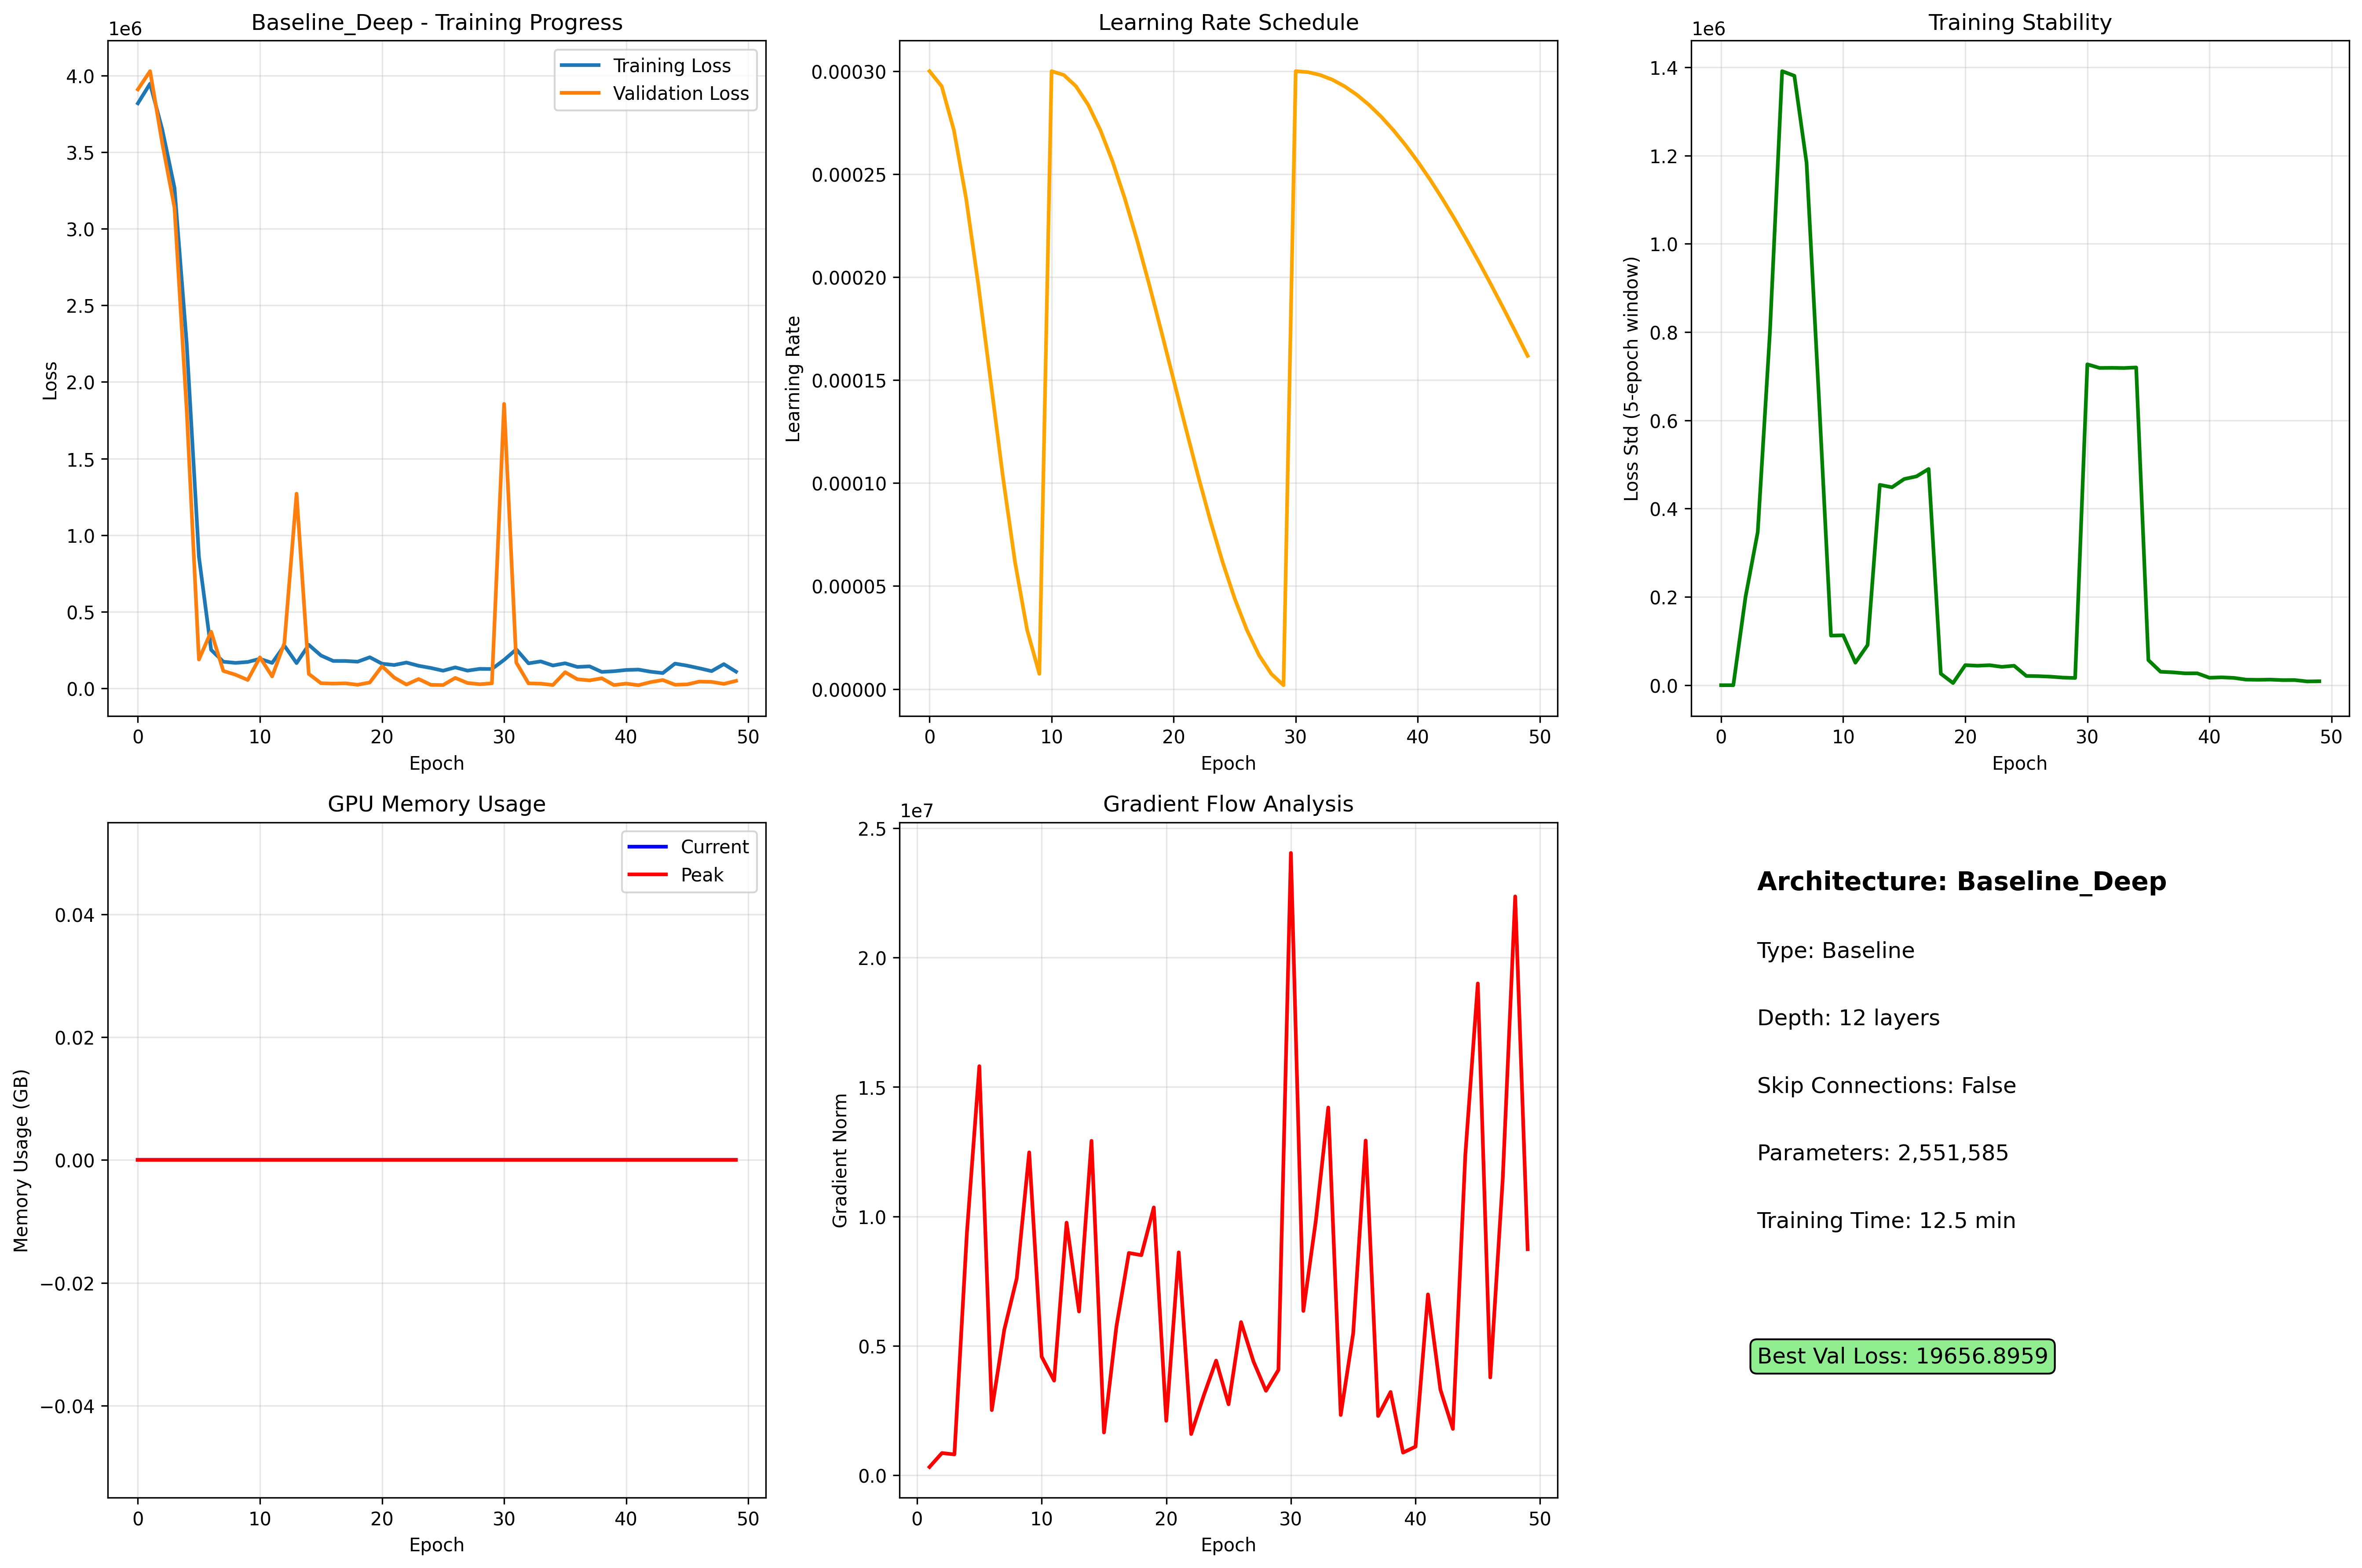 Baseline_Deep - Training Progress
1e6
Training Loss
Validation Loss
4.0
3.5
3.0
2.5
2.0
1.5
1.0
0.5
0.0
Loss
0 10 20 30 40 50
Epoch
Learning Rate Schedule
0.00030
0.00025
0.00020
0.00015
0.00010
0.00005
0.00000
Learning Rate
0 10 20 30 40 50
Epoch
Training Stability
1e6
1.4
1.2
1.0
0.8
0.6
0.4
0.2
0.0
Loss Std (5-epoch window)
0 10 20 30 40 50
Epoch
GPU Memory Usage
Current
Peak
0.04
0.02
0.00
−0.02
−0.04
Memory Usage (GB)
0 10 20 30 40 50
Epoch
Gradient Flow Analysis
1e7
2.5
2.0
1.5
1.0
0.5
0.0
Gradient Norm
0 10 20 30 40 50
Epoch
Architecture: Baseline_Deep
Type: Baseline
Depth: 12 layers
Skip Connections: False
Parameters: 2,551,585
Training Time: 12.5 min
Best Val Loss: 19656.8959